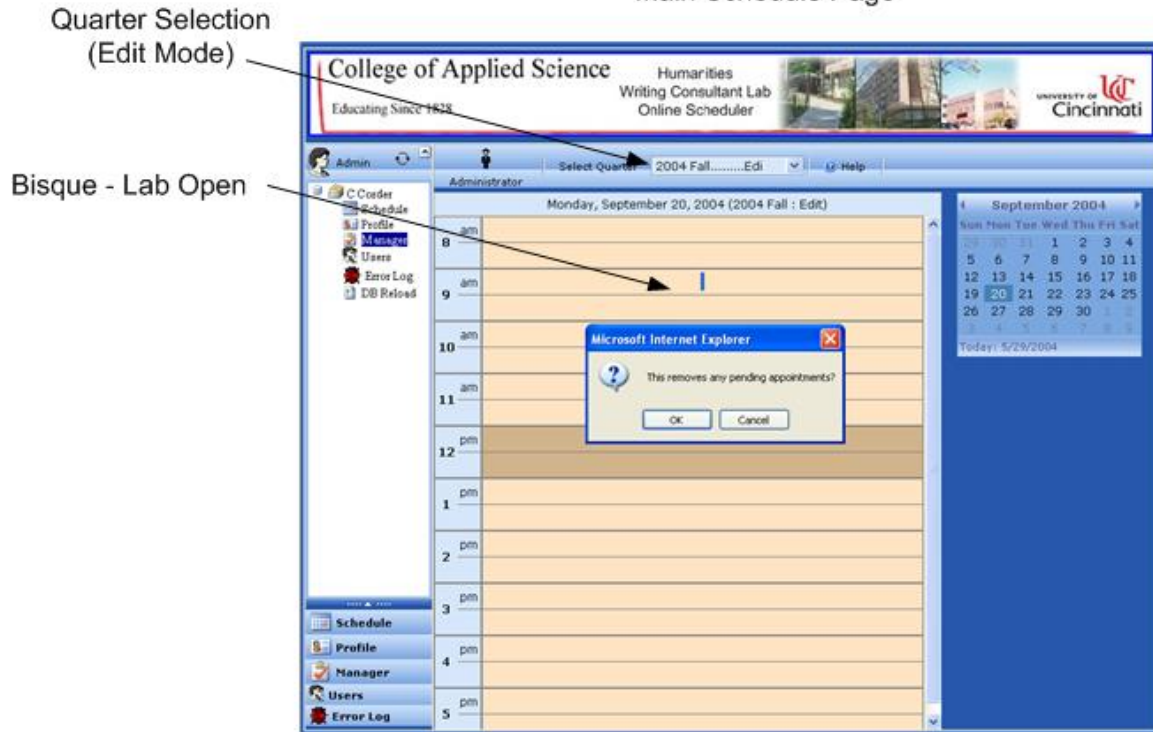 Main Schedule Page
Quarter Selection
(Edit Mode)
Bisque - Lab Open
College of Applied Science
Educating Since 1828
Humanities
Writing Consultant Lab
Online Scheduler
UNIVERSITY OF
Cincinnati
Admin
Administrator
Select Quarter
2004 Fall.........Edi
Help
C Corder
Schedule
Profile
Manager
Users
Error Log
DB Reload
Monday, September 20, 2004 (2004 Fall : Edit)
8 am
9 am
10 am
11 am
12 pm
1 pm
2 pm
3 pm
4 pm
5 pm
Microsoft Internet Explorer
This removes any pending appointments?
OK
Cancel
September 2004
Sun Mon Tue Wed Thu Fri Sat
29 30 31 1 2 3 4
5 6 7 8 9 10 11
12 13 14 15 16 17 18
19 20 21 22 23 24 25
26 27 28 29 30 1 2
3 4 5 6 7 8 9
Today: 5/29/2004
Schedule
Profile
Manager
Users
Error Log